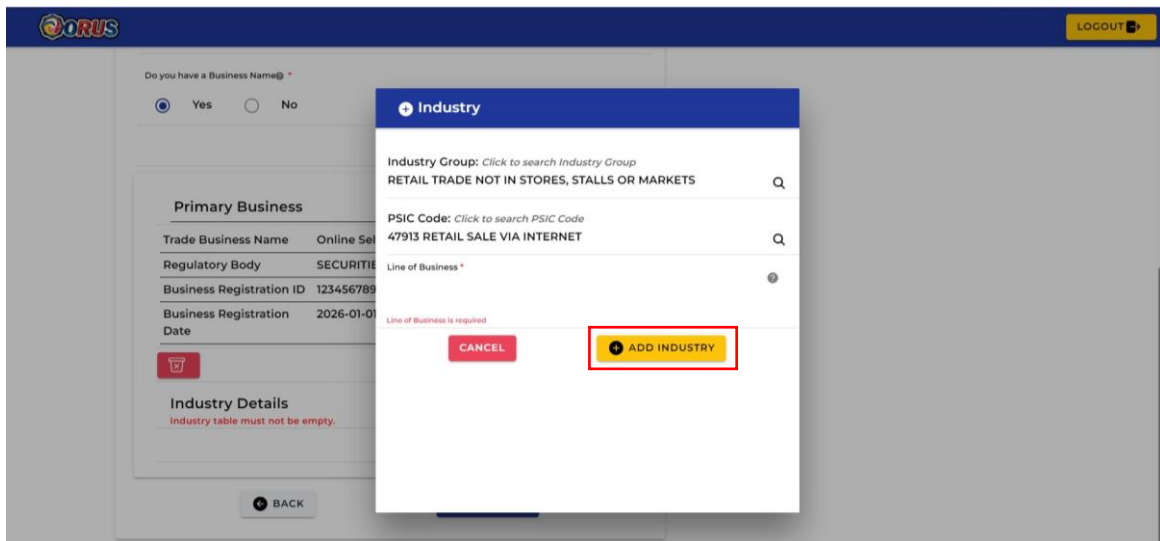 ORUS
LOGOUT
Do you have a Business Name *
Yes No
Industry
Industry Group: Click to search Industry Group
RETAIL TRADE NOT IN STORES, STALLS OR MARKETS
PSIC Code: Click to search PSIC Code
47913 RETAIL SALE VIA INTERNET
Line of Business *
Line of Business is required
CANCEL
ADD INDUSTRY
Primary Business
Trade Business Name Online Sel
Regulatory Body SECURITIE
Business Registration ID 123456789
Business Registration 2026-01-01
Date
Industry Details
Industry table must not be empty.
BACK